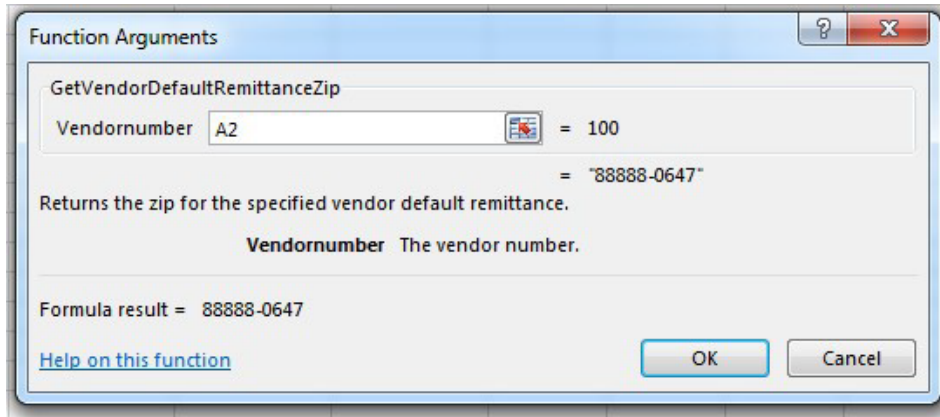 Function Arguments
?
X
GetVendorDefaultRemittanceZip
Vendornumber A2 = 100
= "88888-0647"
Returns the zip for the specified vendor default remittance.
Vendornumber The vendor number.
Formula result = 88888-0647
Help on this function
OK
Cancel